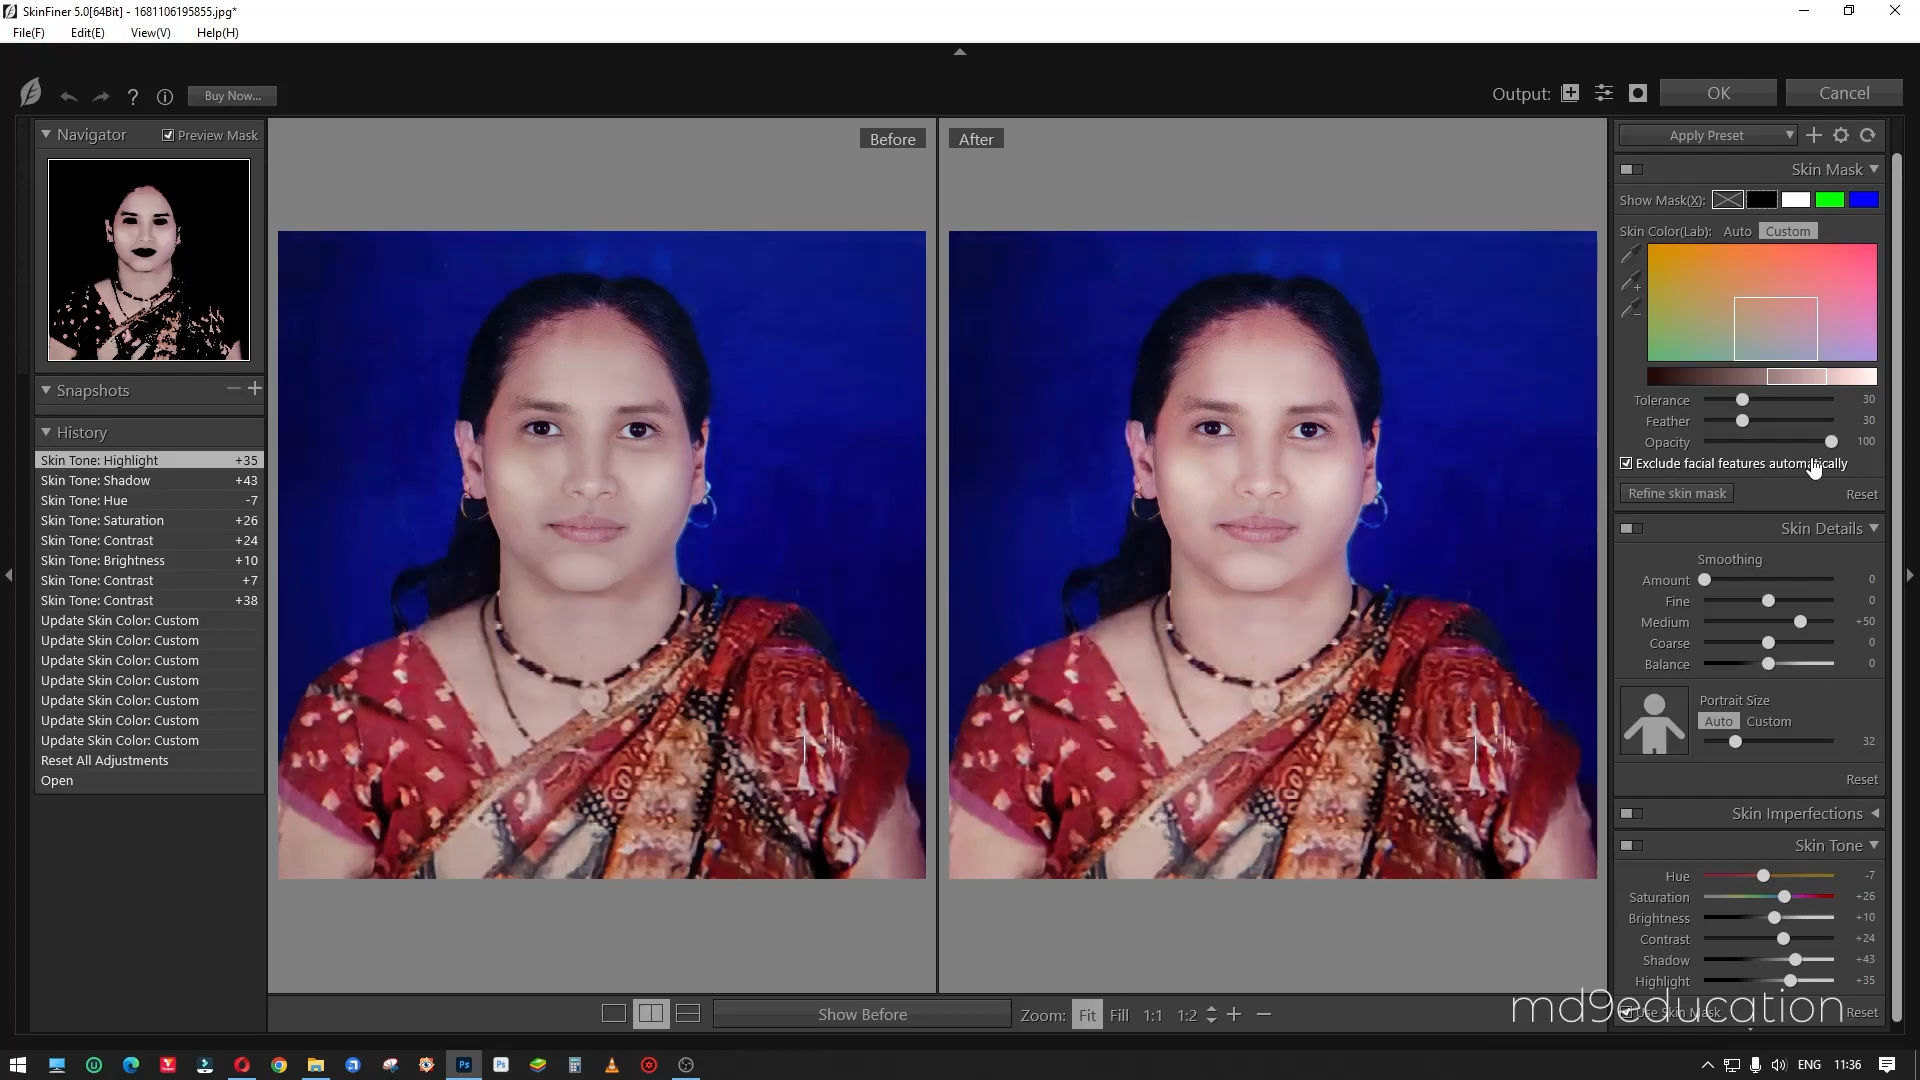 SkinFiner 5.0[64Bit] - 1681106195855.jpg*
File(F) Edit(E) View(V) Help(H)
? Buy Now... Output: OK Cancel
Navigator Preview Mask
Snapshots
History
Skin Tone: Highlight +35
Skin Tone: Shadow +43
Skin Tone: Hue -7
Skin Tone: Saturation +26
Skin Tone: Contrast +24
Skin Tone: Brightness +10
Skin Tone: Contrast +7
Skin Tone: Contrast +38
Update Skin Color: Custom
Update Skin Color: Custom
Update Skin Color: Custom
Update Skin Color: Custom
Update Skin Color: Custom
Update Skin Color: Custom
Update Skin Color: Custom
Reset All Adjustments
Open
Before
After
Apply Preset
Skin Mask
Show Mask(X):
Skin Color(Lab): Auto Custom
Tolerance 30
Feather 30
Opacity 100
Exclude facial features automatically
Refine skin mask Reset
Skin Details
Smoothing
Amount 0
Fine 0
Medium +50
Coarse 0
Balance 0
Portrait Size
Auto Custom
32
Reset
Skin Imperfections
Skin Tone
Hue -7
Saturation +26
Brightness +10
Contrast +24
Shadow +43
Highlight +35
md9education
Use Skin Mask Reset
Show Before Zoom: Fit Fill 1:1 1:2
Ps Ps ENG 11:36